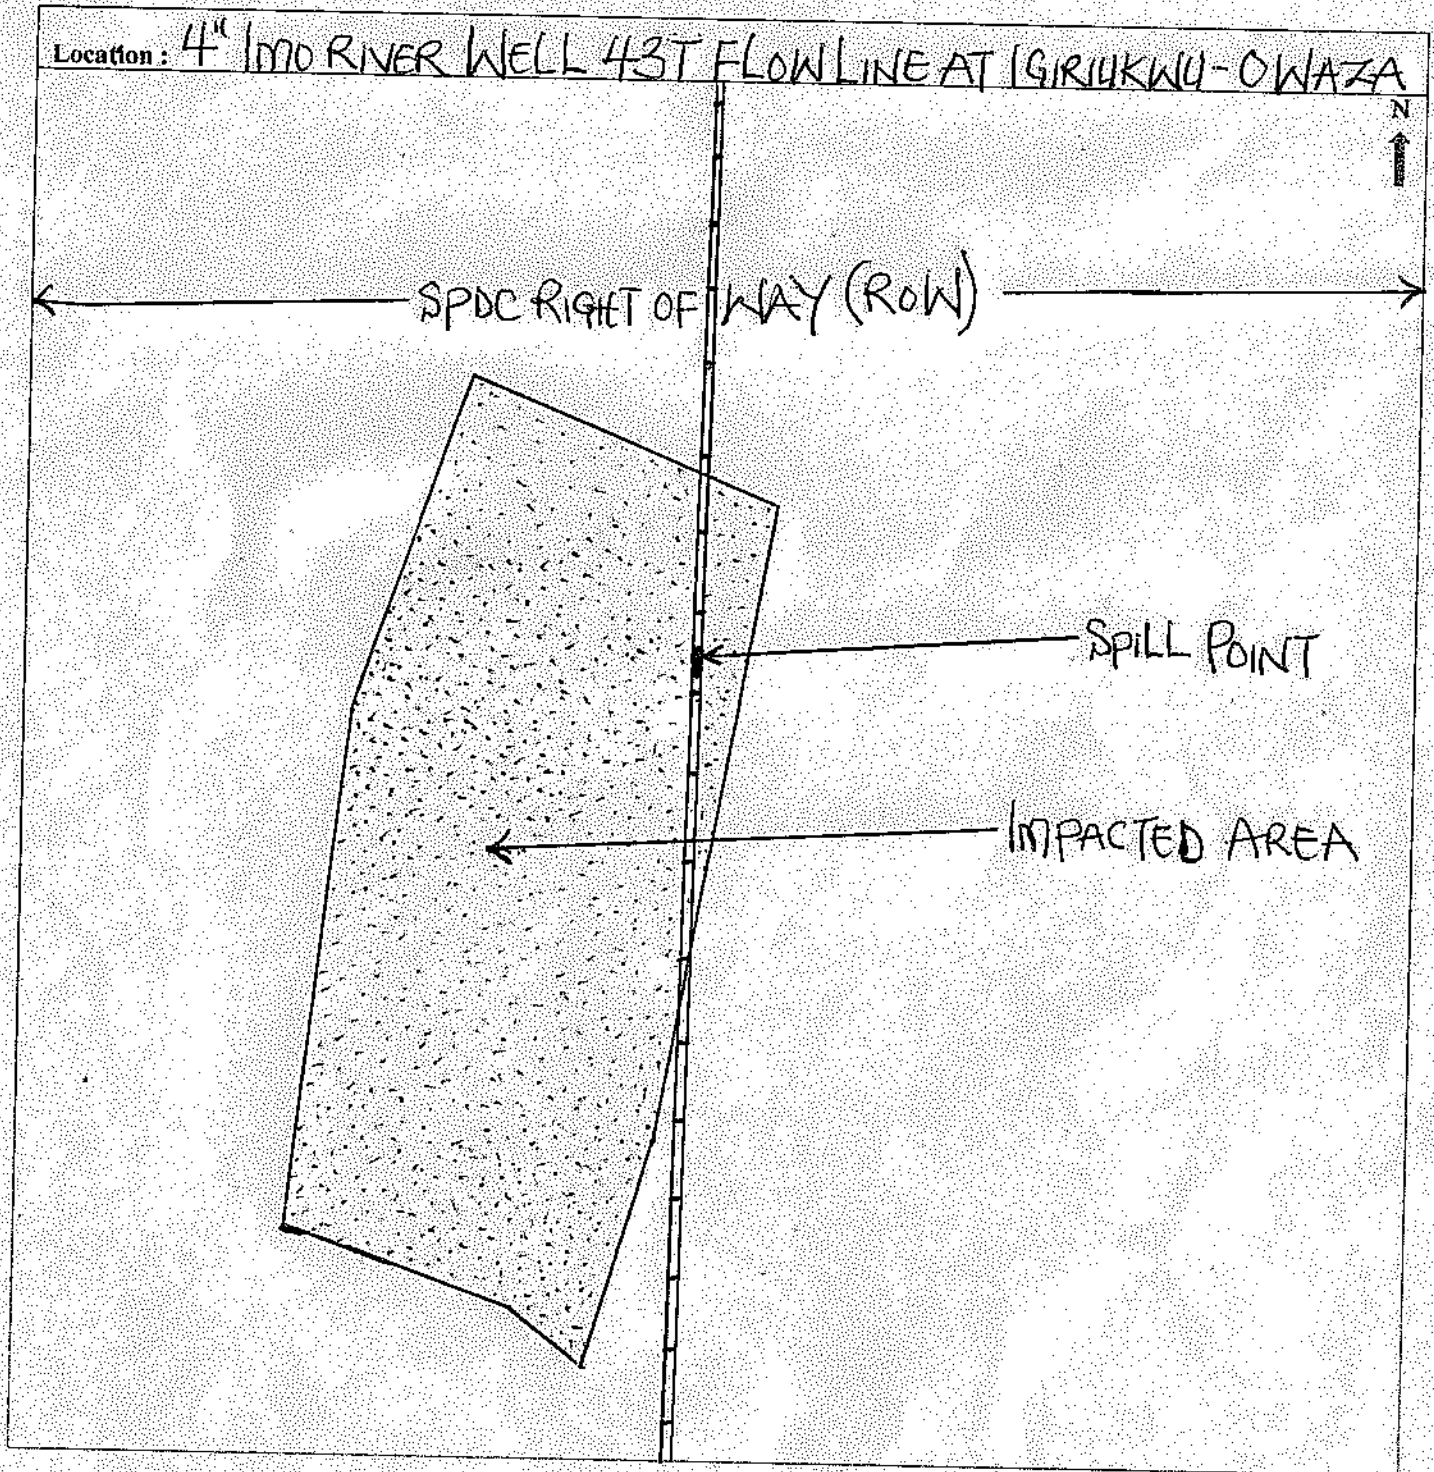 Location : 4" IMO RIVER WELL 43T FLOWLINE AT IGIRIUKWU-OWAZA
N
SPDC RIGHT OF WAY (ROW)
SPILL POINT
IMPACTED AREA